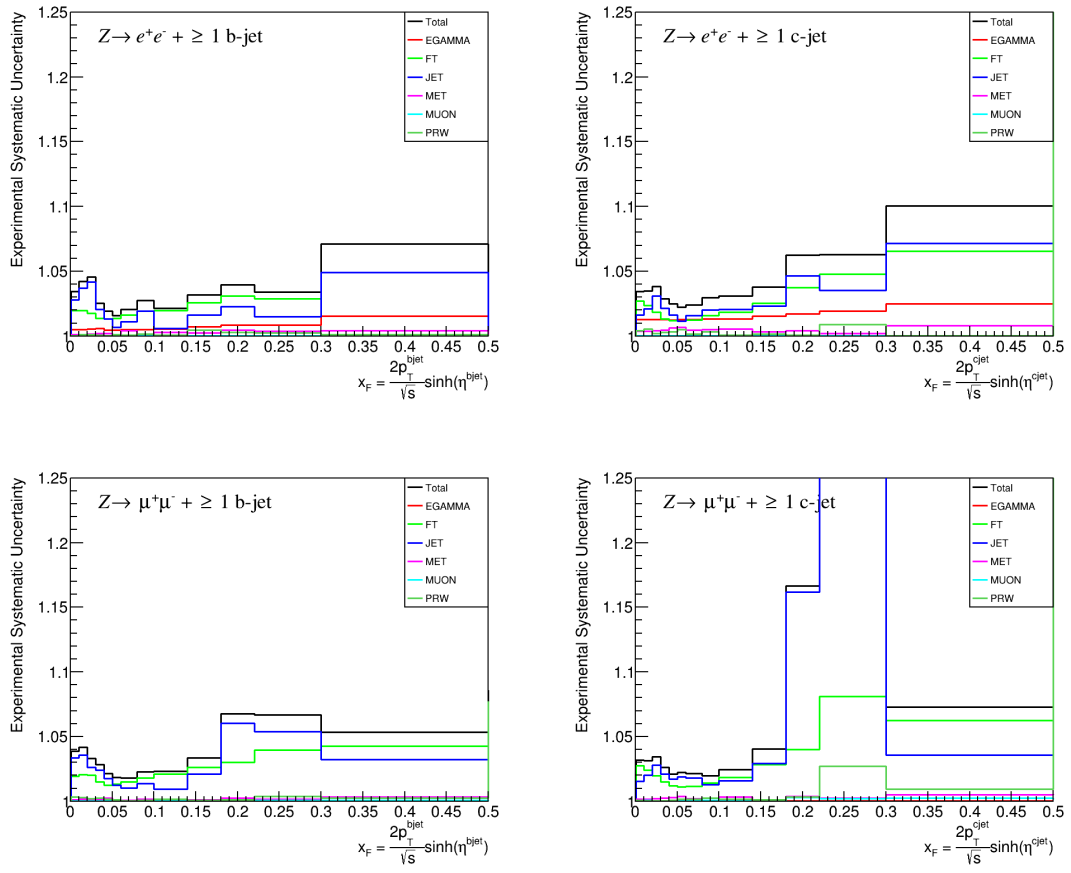 Z→ e⁺e⁻ + ≥ 1 b-jet
Total
EGAMMA
FT
JET
MET
MUON
PRW
Experimental Systematic Uncertainty
1.25
1.2
1.15
1.1
1.05
1
0 0.05 0.1 0.15 0.2 0.25 0.3 0.35 0.4 0.45 0.5
x_F = 2p_T^bjet/√s sinh(η^bjet)
Z→ e⁺e⁻ + ≥ 1 c-jet
Total
EGAMMA
FT
JET
MET
MUON
PRW
Experimental Systematic Uncertainty
1.25
1.2
1.15
1.1
1.05
1
0 0.05 0.1 0.15 0.2 0.25 0.3 0.35 0.4 0.45 0.5
x_F = 2p_T^cjet/√s sinh(η^cjet)
Z→ μ⁺μ⁻ + ≥ 1 b-jet
Total
EGAMMA
FT
JET
MET
MUON
PRW
Experimental Systematic Uncertainty
1.25
1.2
1.15
1.1
1.05
1
0 0.05 0.1 0.15 0.2 0.25 0.3 0.35 0.4 0.45 0.5
x_F = 2p_T^bjet/√s sinh(η^bjet)
Z→ μ⁺μ⁻ + ≥ 1 c-jet
Total
EGAMMA
FT
JET
MET
MUON
PRW
Experimental Systematic Uncertainty
1.25
1.2
1.15
1.1
1.05
1
0 0.05 0.1 0.15 0.2 0.25 0.3 0.35 0.4 0.45 0.5
x_F = 2p_T^cjet/√s sinh(η^cjet)